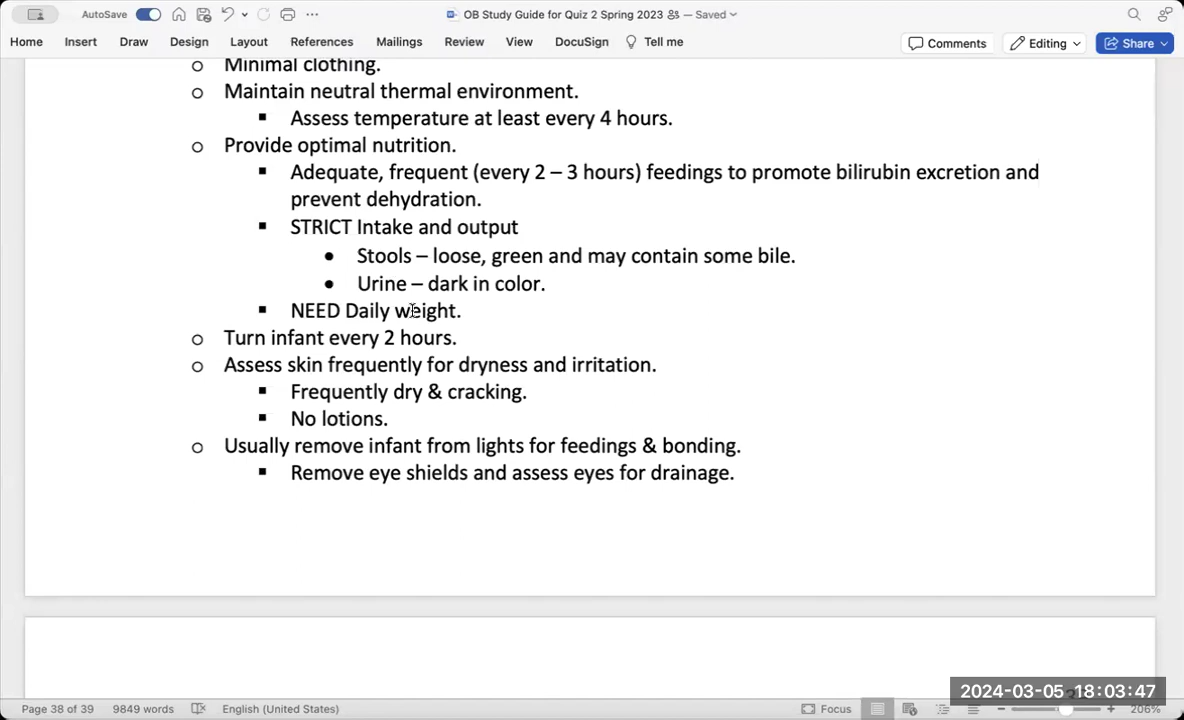 AutoSave
OB Study Guide for Quiz 2 Spring 2023 — Saved
Home Insert Draw Design Layout References Mailings Review View DocuSign Tell me Comments Editing Share
o Minimal clothing.
o Maintain neutral thermal environment.
▪ Assess temperature at least every 4 hours.
o Provide optimal nutrition.
▪ Adequate, frequent (every 2 – 3 hours) feedings to promote bilirubin excretion and
prevent dehydration.
▪ STRICT Intake and output
• Stools – loose, green and may contain some bile.
• Urine – dark in color.
▪ NEED Daily weight.
o Turn infant every 2 hours.
o Assess skin frequently for dryness and irritation.
▪ Frequently dry & cracking.
▪ No lotions.
o Usually remove infant from lights for feedings & bonding.
▪ Remove eye shields and assess eyes for drainage.
2024-03-05 18:03:47
Page 38 of 39 9849 words English (United States) Focus 206%